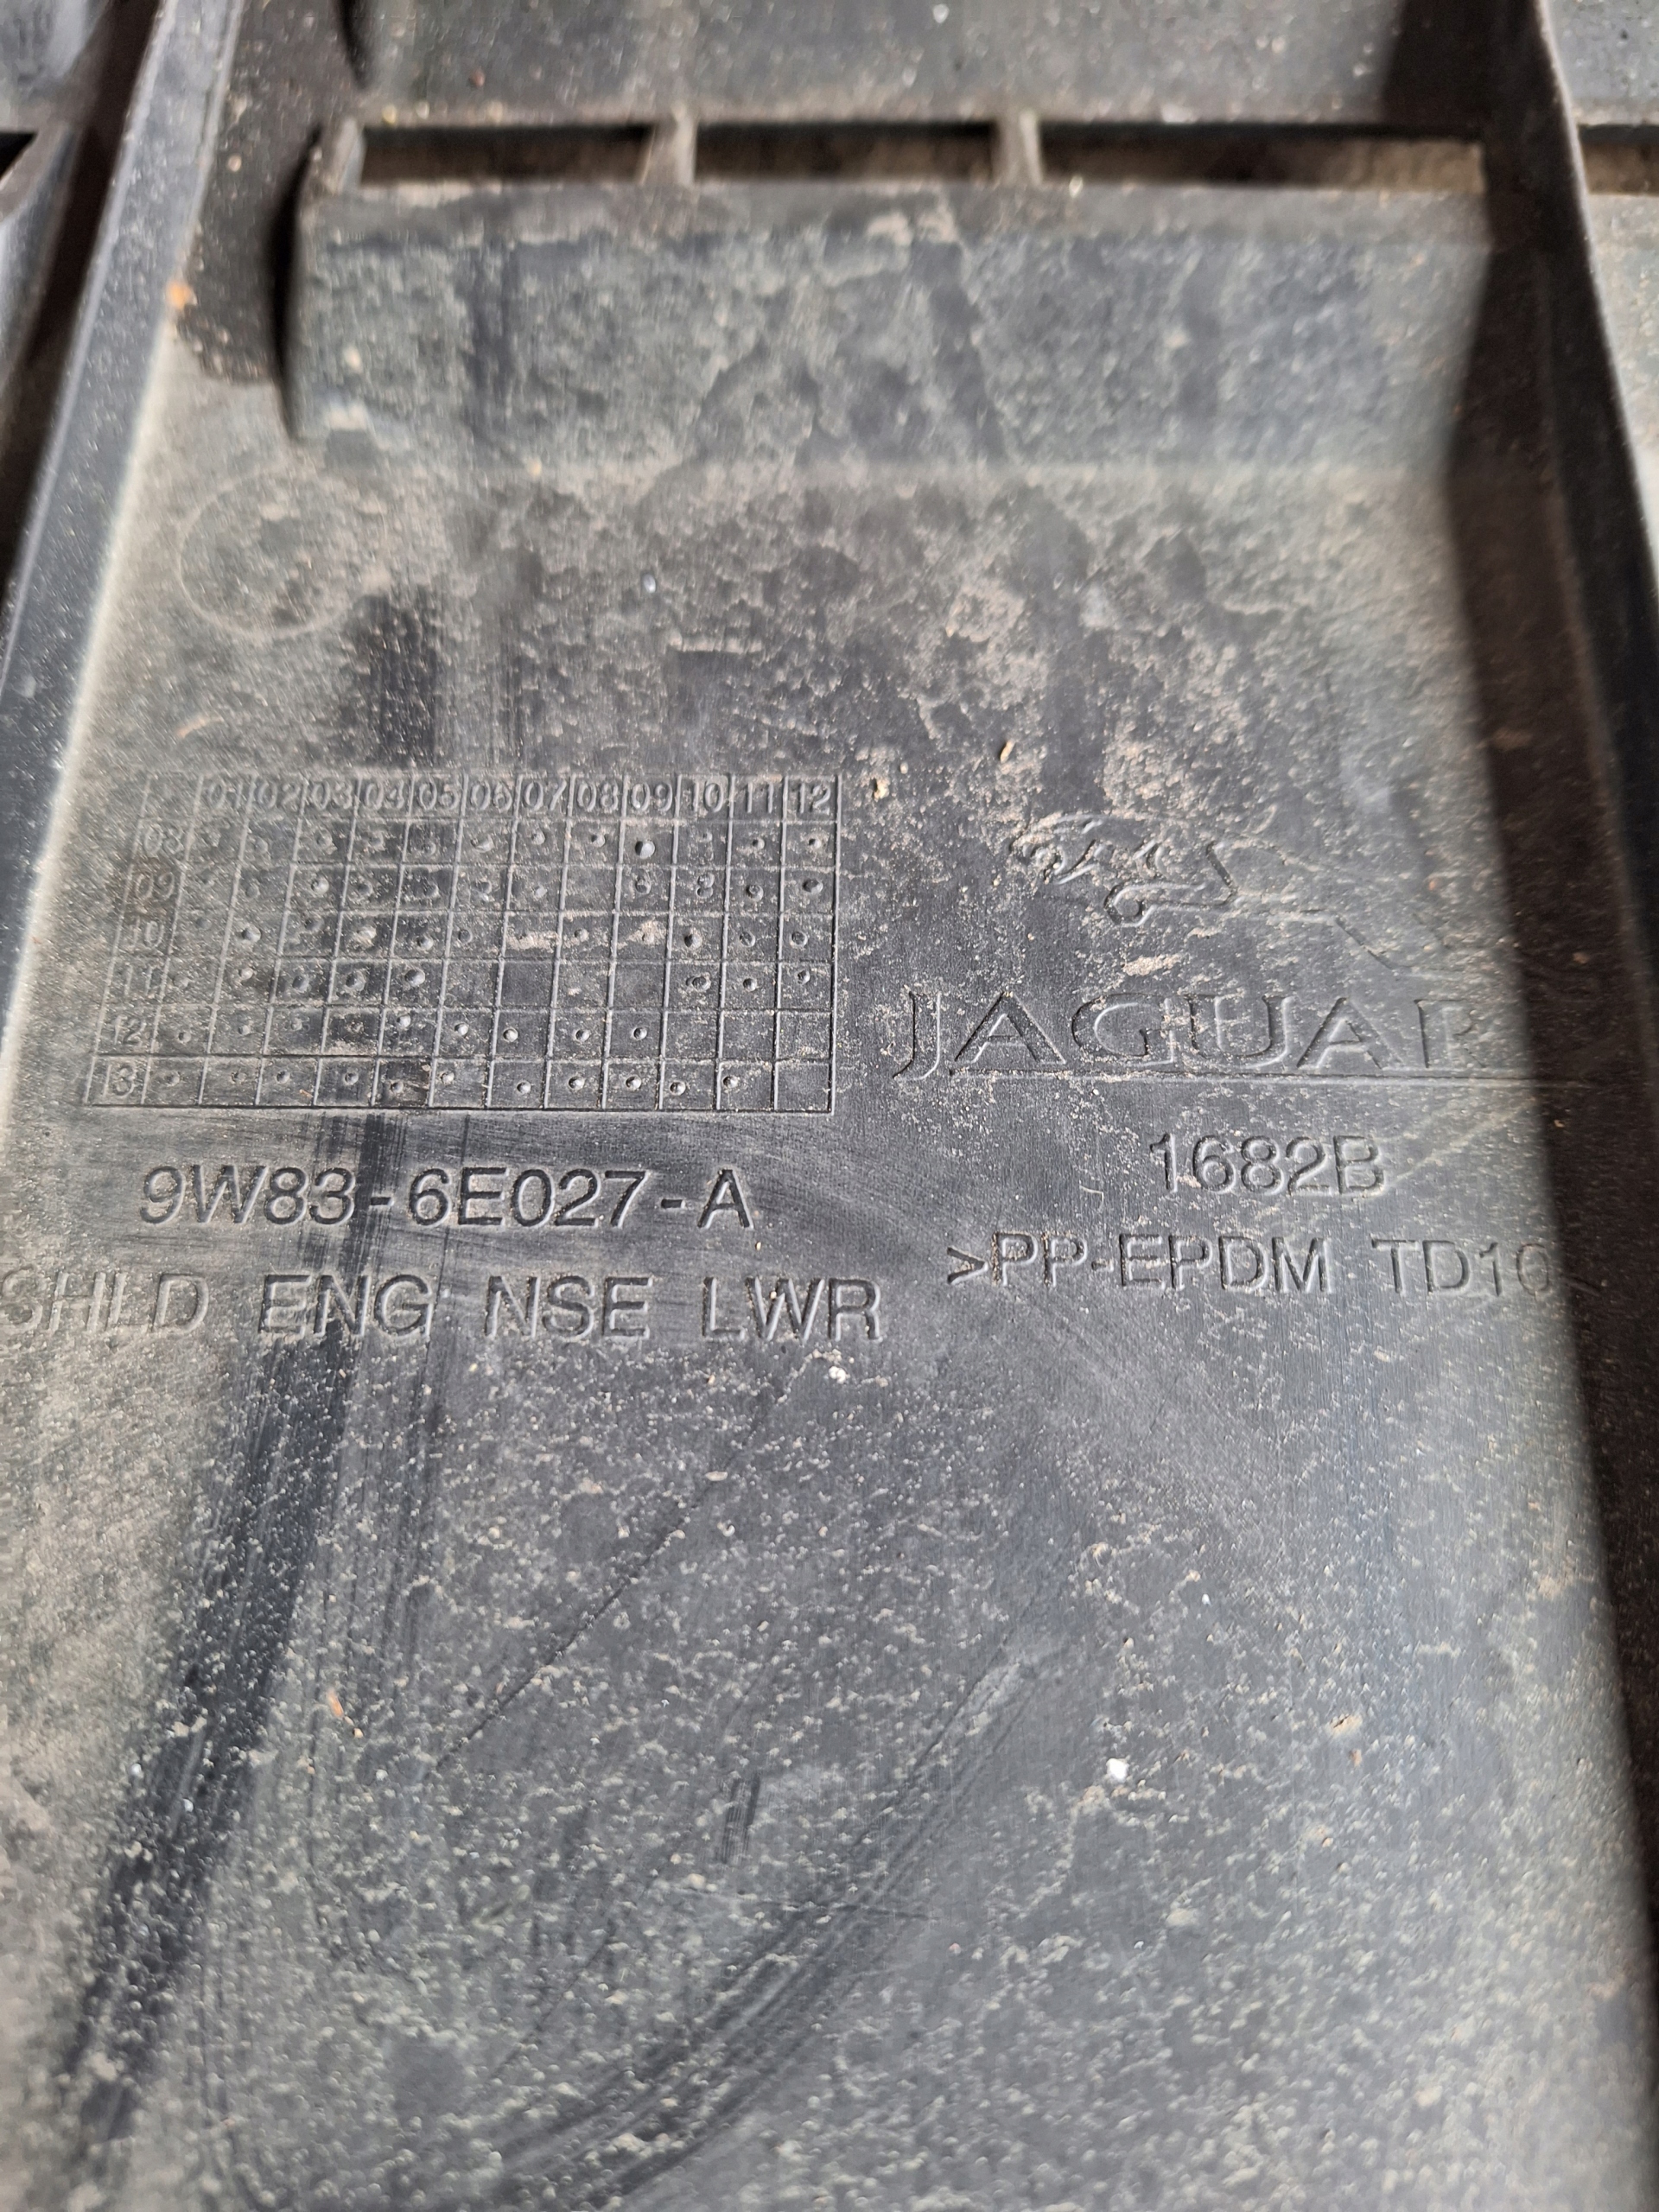 01 02 03 04 05 06 07 08 09 10 11 12
08
09
10
11
12
13
JAGUAR
9W83-6E027-A
1682B
SHLD ENG NSE LWR
>PP-EPDM TD10<